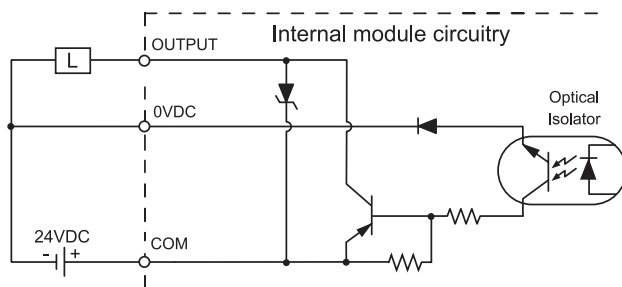 Internal module circuitry
OUTPUT
L
0VDC
Optical
Isolator
24VDC
- +
COM